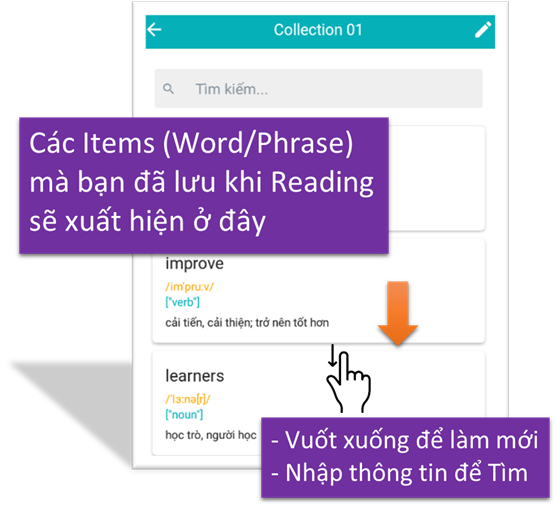 Collection 01
Tìm kiếm...
Các Items (Word/Phrase)
mà bạn đã lưu khi Reading
sẽ xuất hiện ở đây
improve
/im'pru:v/
["verb"]
cải tiến, cải thiện; trở nên tốt hơn
learners
/'lɜ:nə[r]/
["noun"]
học trò, người học
- Vuốt xuống để làm mới
- Nhập thông tin để Tìm